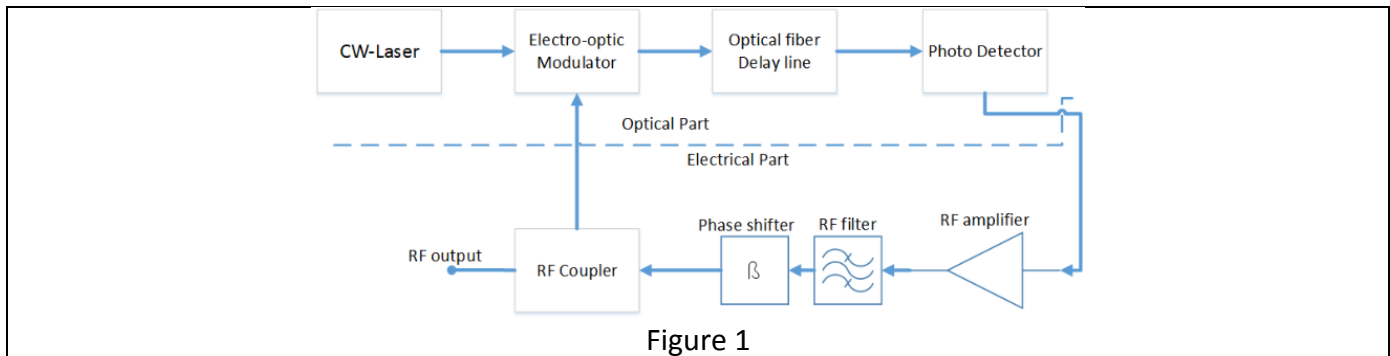 CW-Laser
Electro-optic
Modulator
Optical fiber
Delay line
Photo Detector
Optical Part
Electrical Part
Phase shifter
RF filter
RF amplifier
RF output
RF Coupler
ß
Figure 1